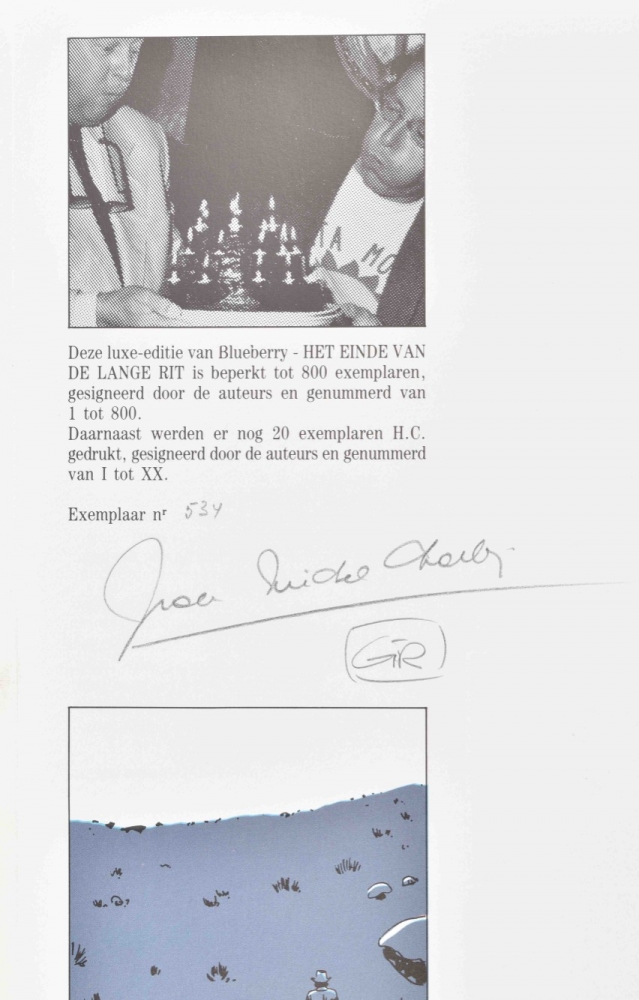 TA MO
Deze luxe-editie van Blueberry - HET EINDE VAN
DE LANGE RIT is beperkt tot 800 exemplaren,
gesigneerd door de auteurs en genummerd van
1 tot 800.
Daarnaast werden er nog 20 exemplaren H.C.
gedrukt, gesigneerd door de auteurs en genummerd
van I tot XX.
Exemplaar nr 534
Jean Michel Charlier
GIR